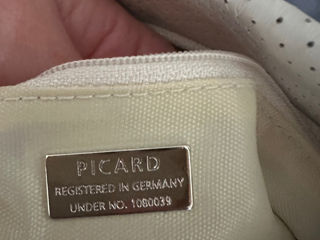 PICARD
REGISTERED IN GERMANY
UNDER NO. 1080039